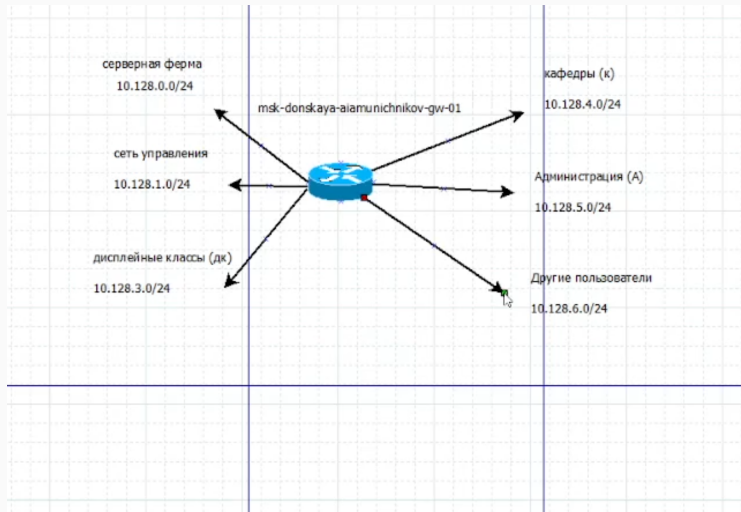 серверная ферма
10.128.0.0/24
msk-donskaya-aiamunichnikov-gw-01
кафедры (к)
10.128.4.0/24
сеть управления
10.128.1.0/24
Администрация (А)
10.128.5.0/24
дисплейные классы (дк)
10.128.3.0/24
Другие пользователи
10.128.6.0/24